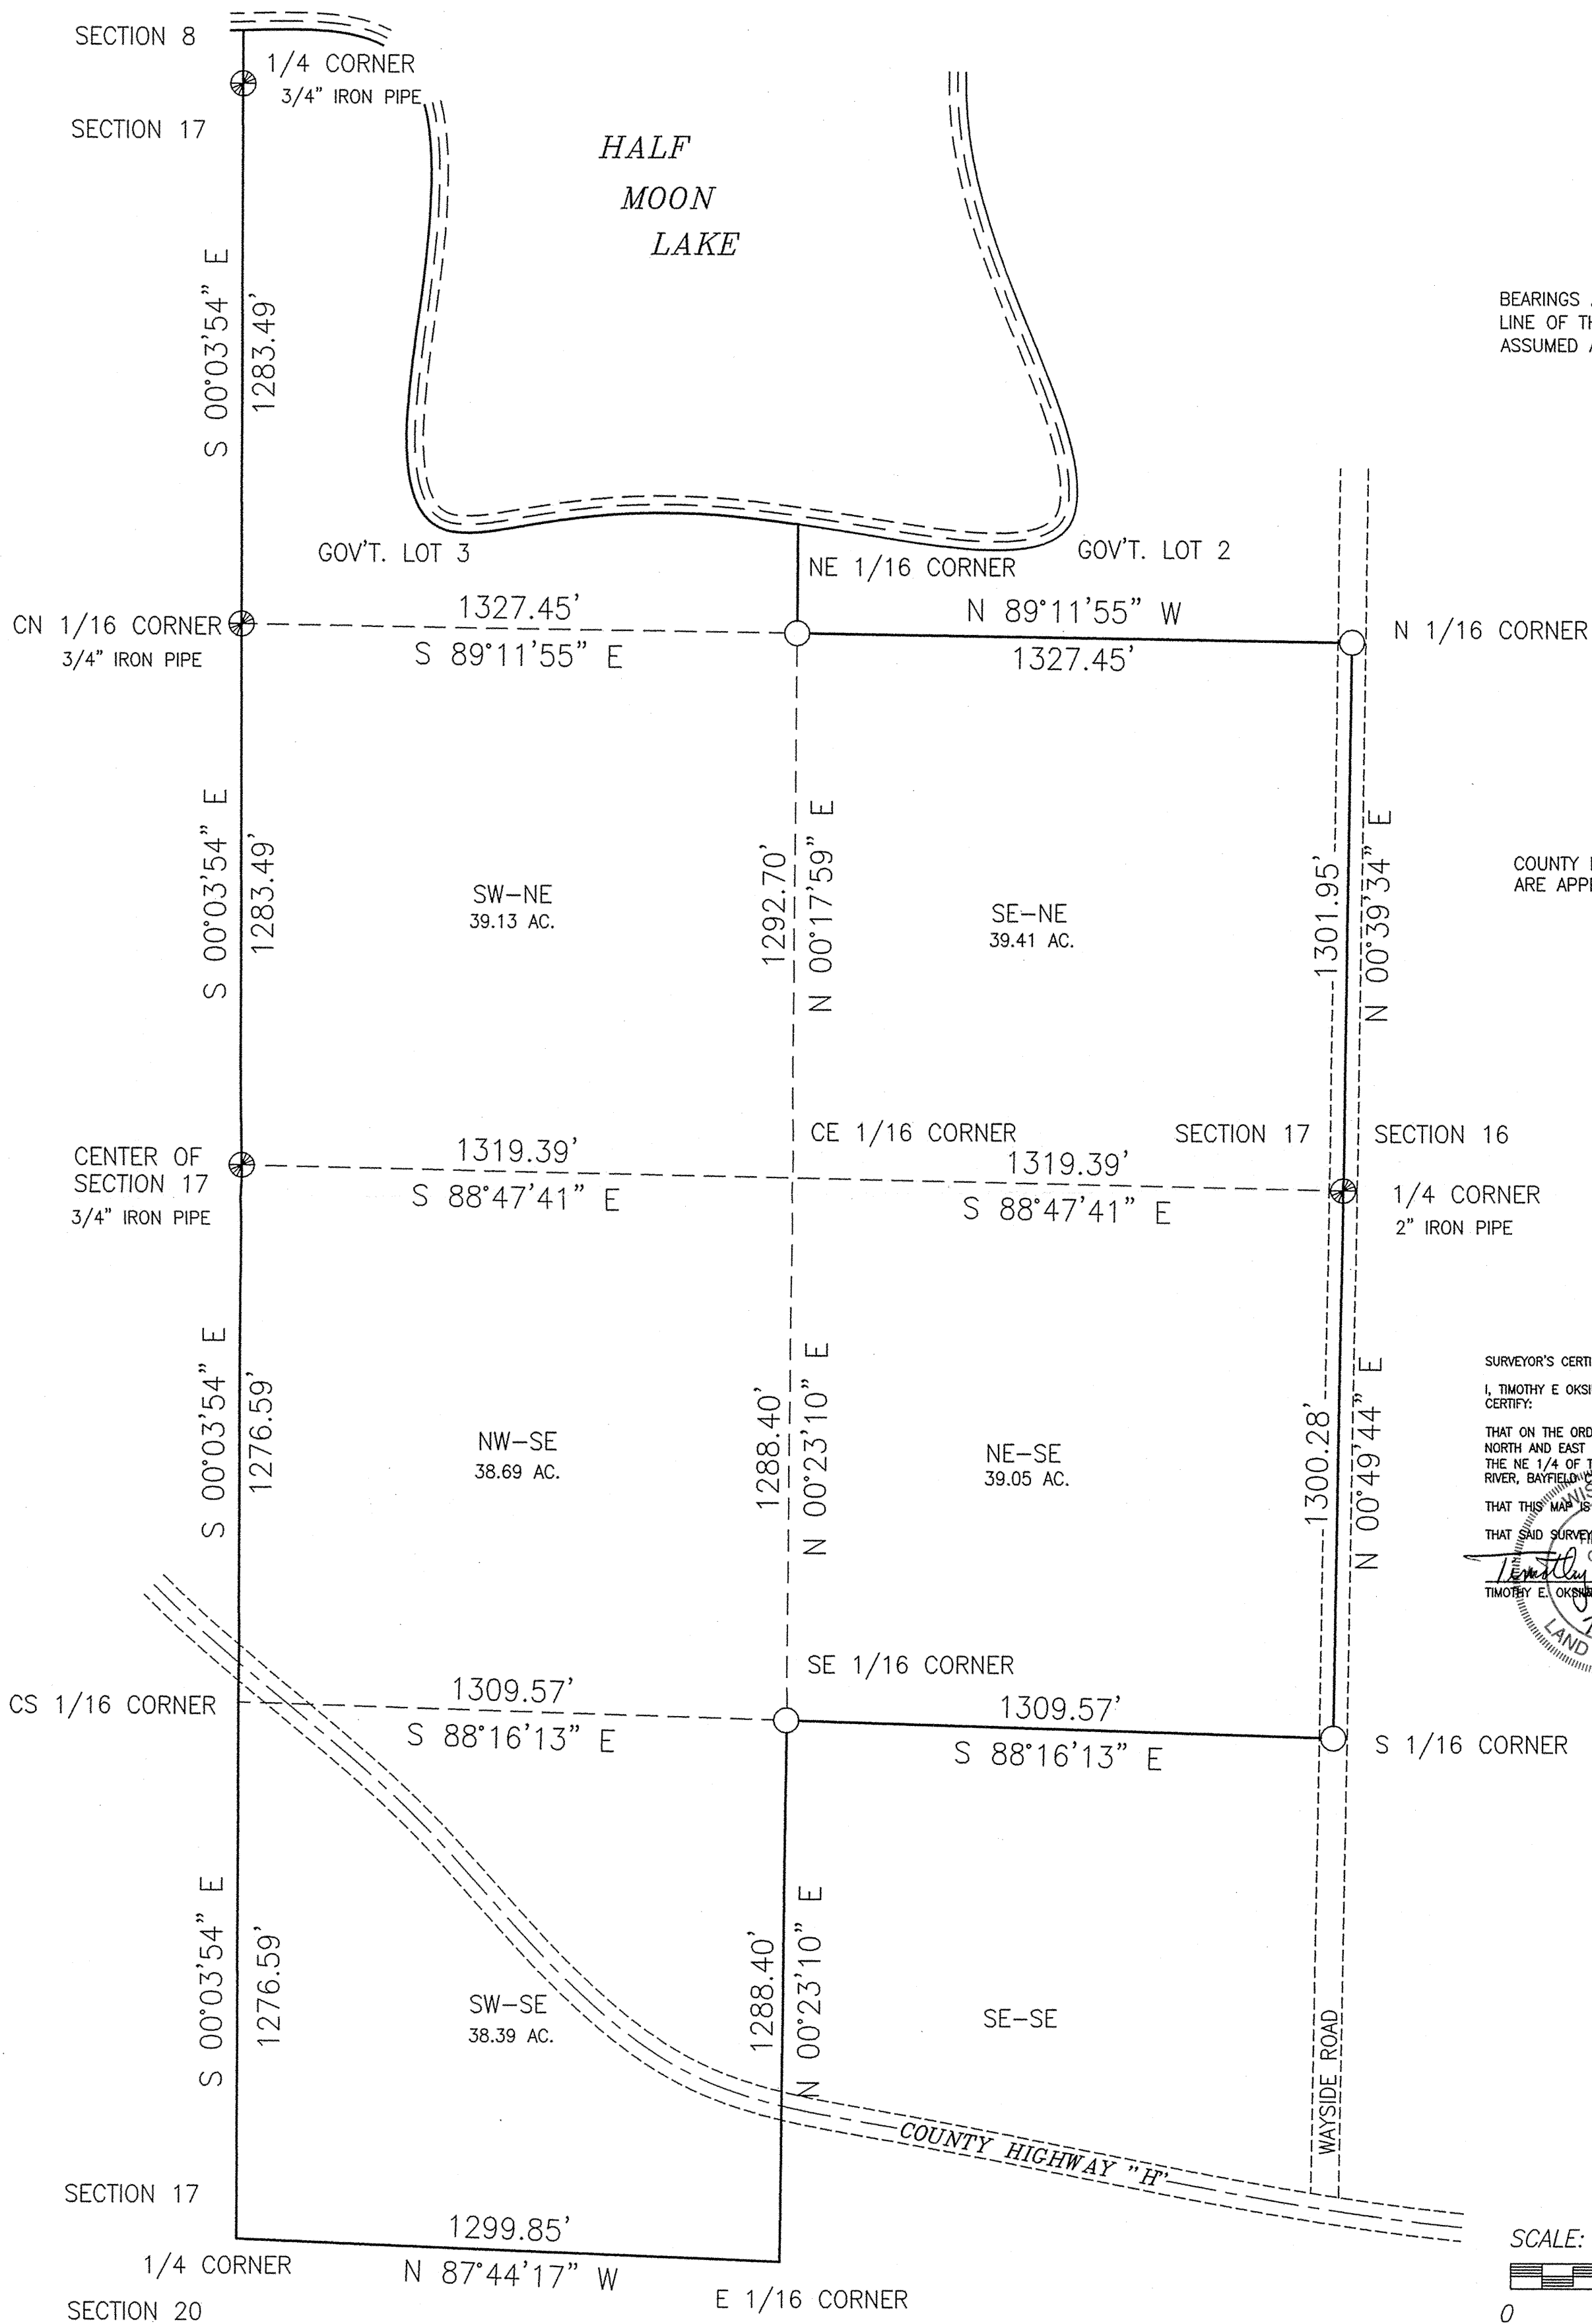 SECTION 8
1/4 CORNER
3/4" IRON PIPE
SECTION 17
HALF
MOON
LAKE
S 00°03'54" E
1283.49'
BEARINGS
LINE OF
ASSUMED
GOV'T. LOT 3
GOV'T. LOT 2
NE 1/16 CORNER
CN 1/16 CORNER
3/4" IRON PIPE
1327.45'
S 89°11'55" E
N 89°11'55" W
1327.45'
N 1/16 CORNER
S 00°03'54" E
1283.49'
SW-NE
39.13 AC.
1292.70'
N 00°17'59" E
SE-NE
39.41 AC.
1301.95'
N 00°39'34" E
COUNTY
ARE
CENTER OF
SECTION 17
3/4" IRON PIPE
1319.39'
S 88°47'41" E
CE 1/16 CORNER
1319.39'
S 88°47'41" E
SECTION 17
SECTION 16
1/4 CORNER
2" IRON PIPE
S 00°03'54" E
1276.59'
NW-SE
38.69 AC.
1288.40'
N 00°23'10" E
NE-SE
39.05 AC.
1300.28'
N 00°49'44" E
SURVEYOR'S
I, TIMOTHY E
CERTIFY:
THAT ON THE
NORTH AND EAST
THE NE 1/4 OF
RIVER, BAYFIELD
THAT THIS MAP IS
THAT SAID
Timothy
TIMOTHY E.
LAND
CS 1/16 CORNER
1309.57'
S 88°16'13" E
SE 1/16 CORNER
1309.57'
S 88°16'13" E
S 1/16 CORNER
S 00°03'54" E
1276.59'
SW-SE
38.39 AC.
1288.40'
N 00°23'10" E
SE-SE
WAYSIDE ROAD
COUNTY HIGHWAY "H"
SECTION 17
1299.85'
N 87°44'17" W
1/4 CORNER
E 1/16 CORNER
SECTION 20
SCALE:
0